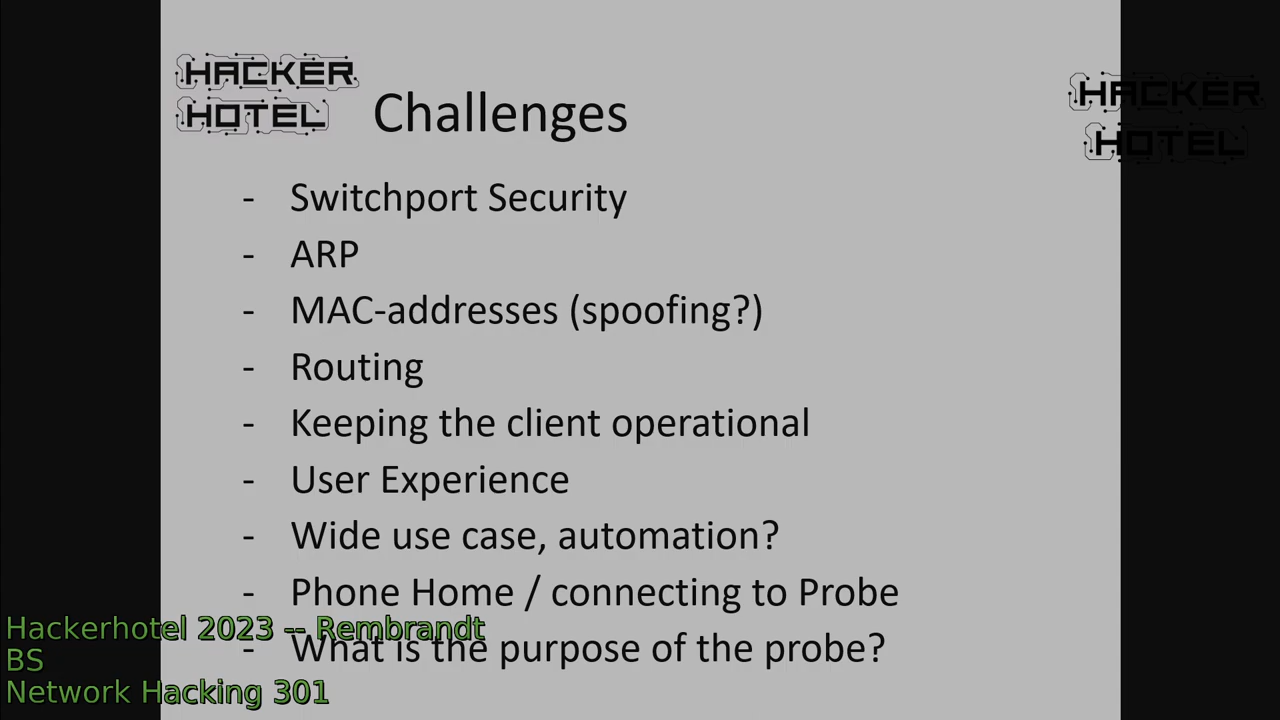 HACKER
HOTEL
Challenges
HACKER
HOTEL
- Switchport Security
- ARP
- MAC-addresses (spoofing?)
- Routing
- Keeping the client operational
- User Experience
- Wide use case, automation?
- Phone Home / connecting to Probe
- What is the purpose of the probe?
Hackerhotel 2023 -- Rembrandt
BS
Network Hacking 301